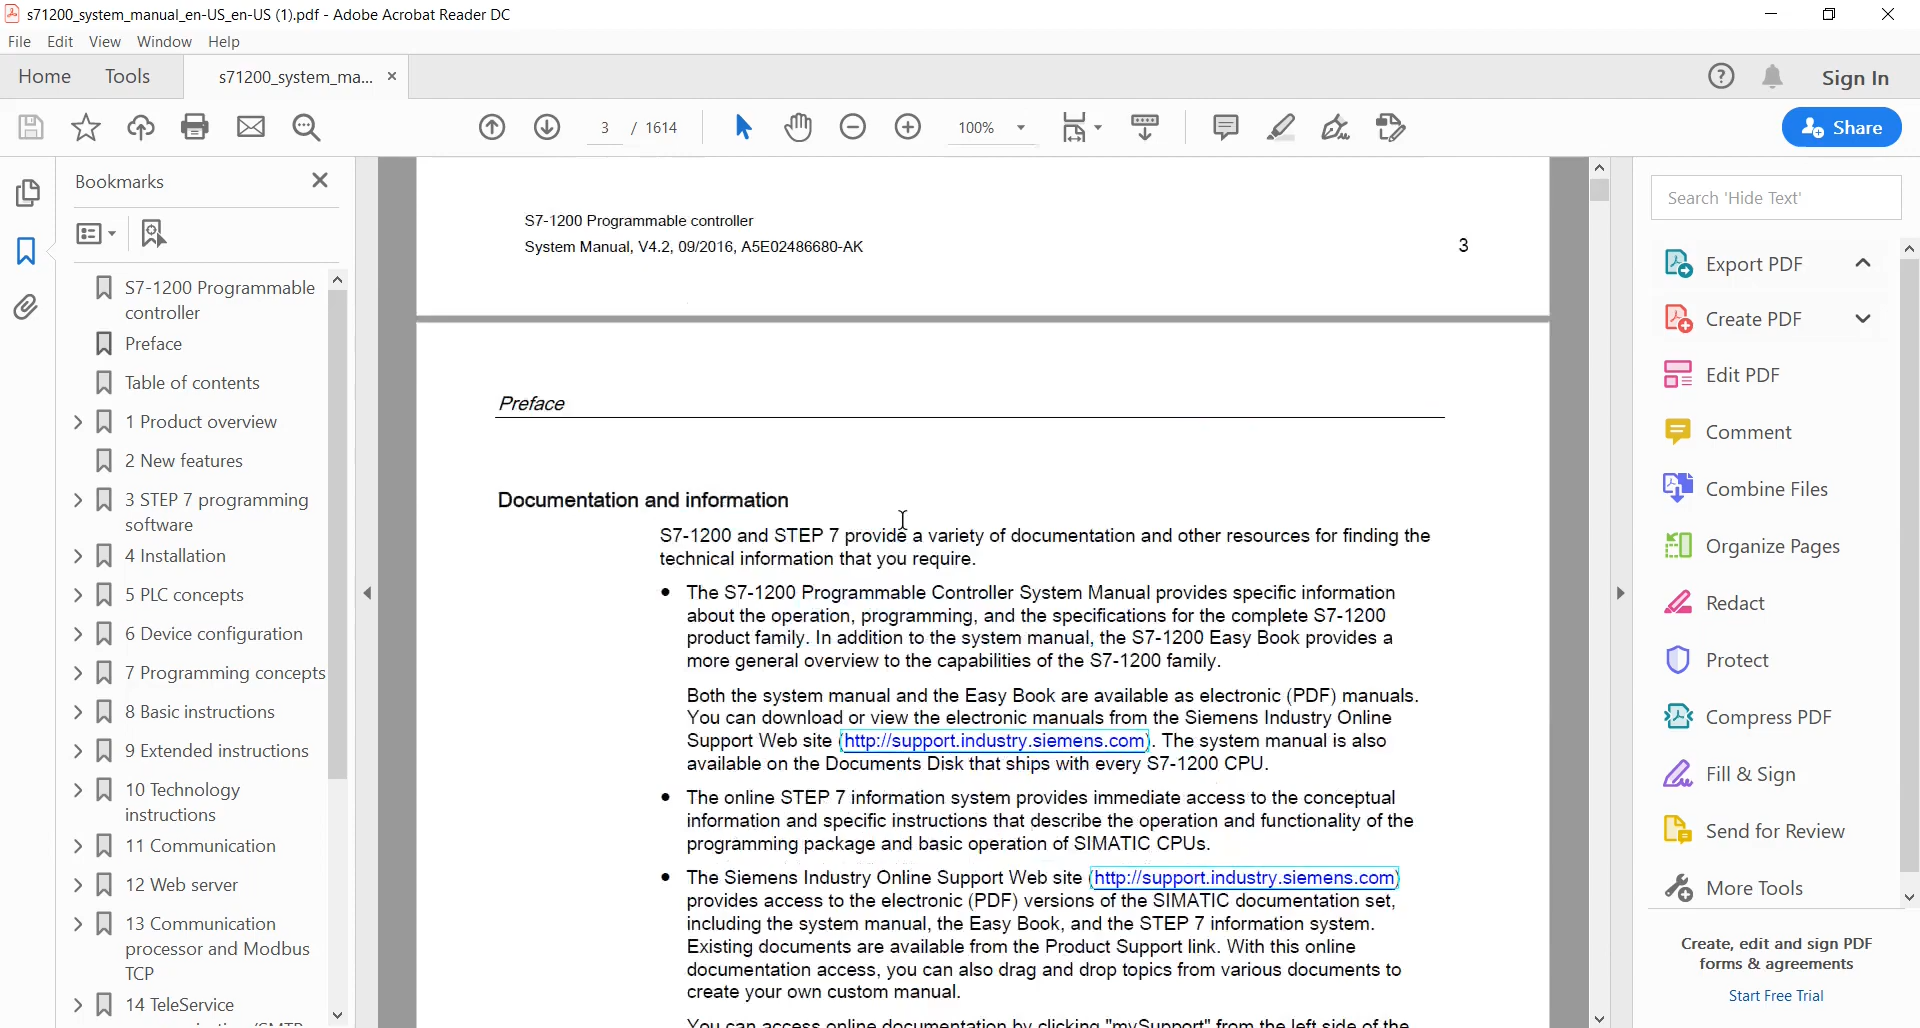 s71200_system_manual_en-US_en-US (1).pdf - Adobe Acrobat Reader DC
File Edit View Window Help
Home Tools s71200_system_ma... × Sign In
3 / 1614 100% Share
Bookmarks
S7-1200 Programmable
controller
Preface
Table of contents
1 Product overview
2 New features
3 STEP 7 programming
software
4 Installation
5 PLC concepts
6 Device configuration
7 Programming concepts
8 Basic instructions
9 Extended instructions
10 Technology
instructions
11 Communication
12 Web server
13 Communication
processor and Modbus
TCP
14 TeleService
S7-1200 Programmable controller
System Manual, V4.2, 09/2016, A5E02486680-AK 3
Preface
Documentation and information
S7-1200 and STEP 7 provide a variety of documentation and other resources for finding the
technical information that you require.
● The S7-1200 Programmable Controller System Manual provides specific information
about the operation, programming, and the specifications for the complete S7-1200
product family. In addition to the system manual, the S7-1200 Easy Book provides a
more general overview to the capabilities of the S7-1200 family.
Both the system manual and the Easy Book are available as electronic (PDF) manuals.
You can download or view the electronic manuals from the Siemens Industry Online
Support Web site (http://support.industry.siemens.com). The system manual is also
available on the Documents Disk that ships with every S7-1200 CPU.
● The online STEP 7 information system provides immediate access to the conceptual
information and specific instructions that describe the operation and functionality of the
programming package and basic operation of SIMATIC CPUs.
● The Siemens Industry Online Support Web site (http://support.industry.siemens.com)
provides access to the electronic (PDF) versions of the SIMATIC documentation set,
including the system manual, the Easy Book, and the STEP 7 information system.
Existing documents are available from the Product Support link. With this online
documentation access, you can also drag and drop topics from various documents to
create your own custom manual.
You can access online documentation by clicking "mySupport" from the left side of the
Search 'Hide Text'
Export PDF
Create PDF
Edit PDF
Comment
Combine Files
Organize Pages
Redact
Protect
Compress PDF
Fill & Sign
Send for Review
More Tools
Create, edit and sign PDF
forms & agreements
Start Free Trial